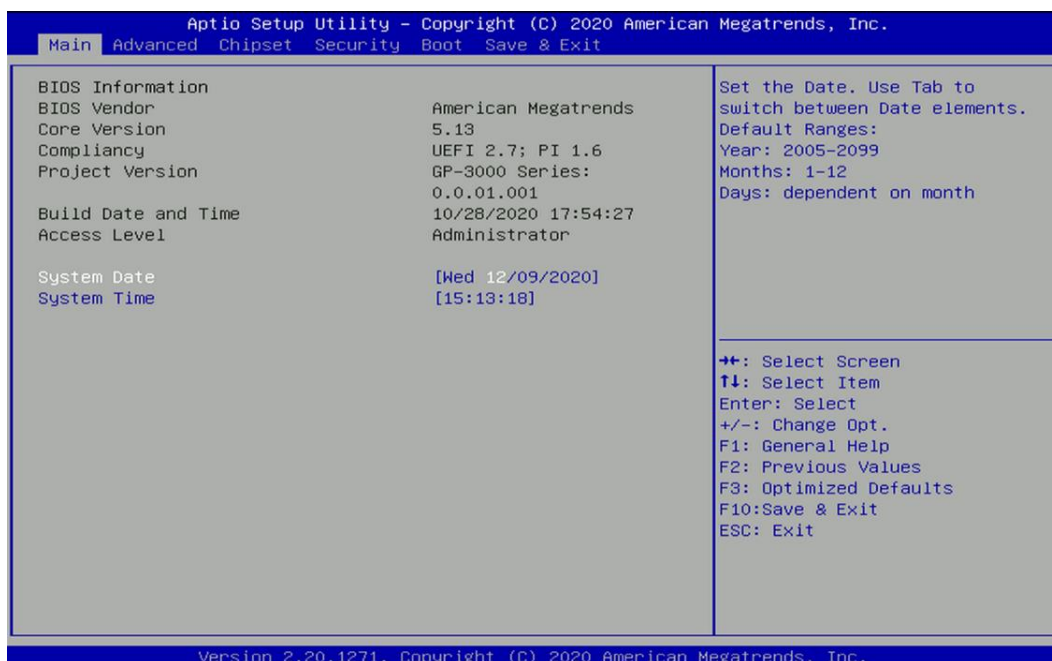 Aptio Setup Utility – Copyright (C) 2020 American Megatrends, Inc.
Main Advanced Chipset Security Boot Save & Exit
BIOS Information
BIOS Vendor American Megatrends
Core Version 5.13
Compliancy UEFI 2.7; PI 1.6
Project Version GP-3000 Series:
0.0.01.001
Build Date and Time 10/28/2020 17:54:27
Access Level Administrator
System Date [Wed 12/09/2020]
System Time [15:13:18]
Set the Date. Use Tab to
switch between Date elements.
Default Ranges:
Year: 2005-2099
Months: 1-12
Days: dependent on month
→←: Select Screen
↑↓: Select Item
Enter: Select
+/-: Change Opt.
F1: General Help
F2: Previous Values
F3: Optimized Defaults
F10:Save & Exit
ESC: Exit
Version 2.20.1271. Copyright (C) 2020 American Megatrends, Inc.